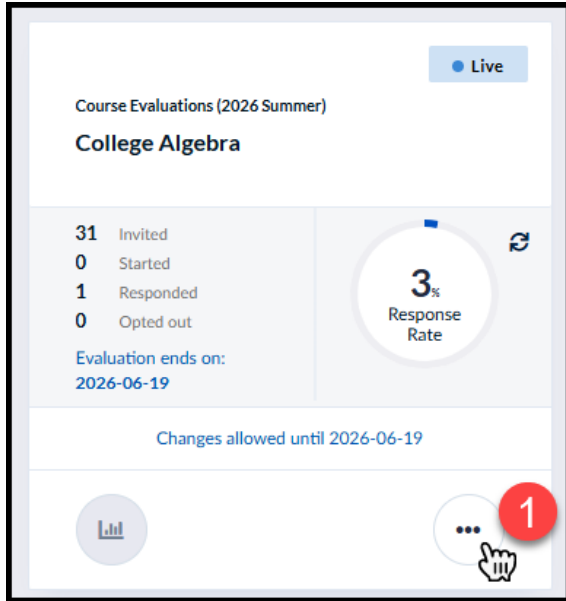 Live
Course Evaluations (2026 Summer)
College Algebra
31 Invited
0 Started
1 Responded
0 Opted out
Evaluation ends on:
2026-06-19
3%
Response
Rate
Changes allowed until 2026-06-19
1